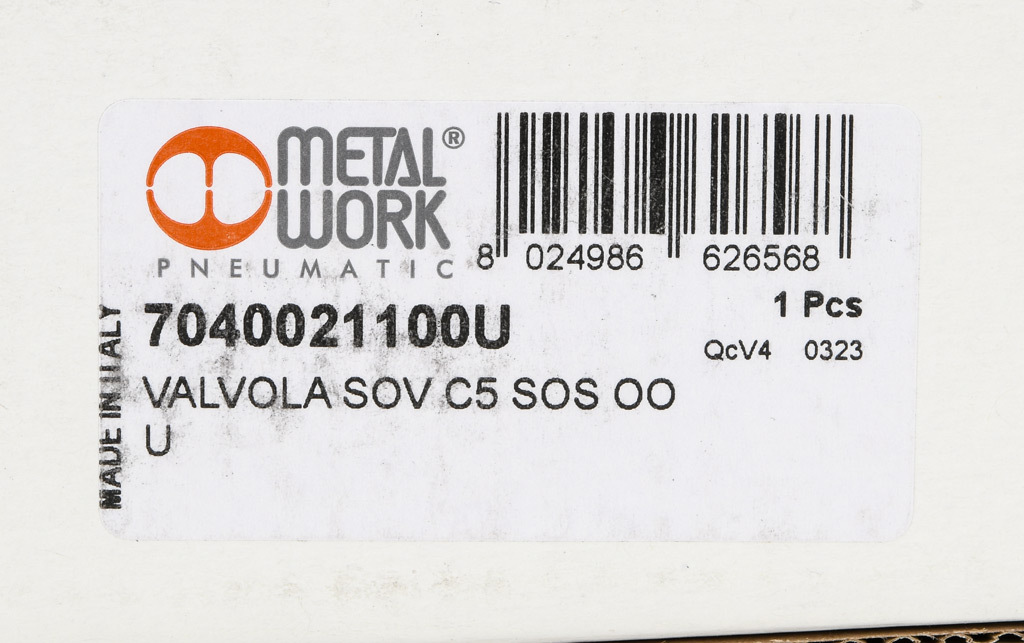 METAL®
WORK
PNEUMATIC
8 024986 626568
7040021100U
1 Pcs
QcV4 0323
VALVOLA SOV C5 SOS OO
U
MADE IN ITALY